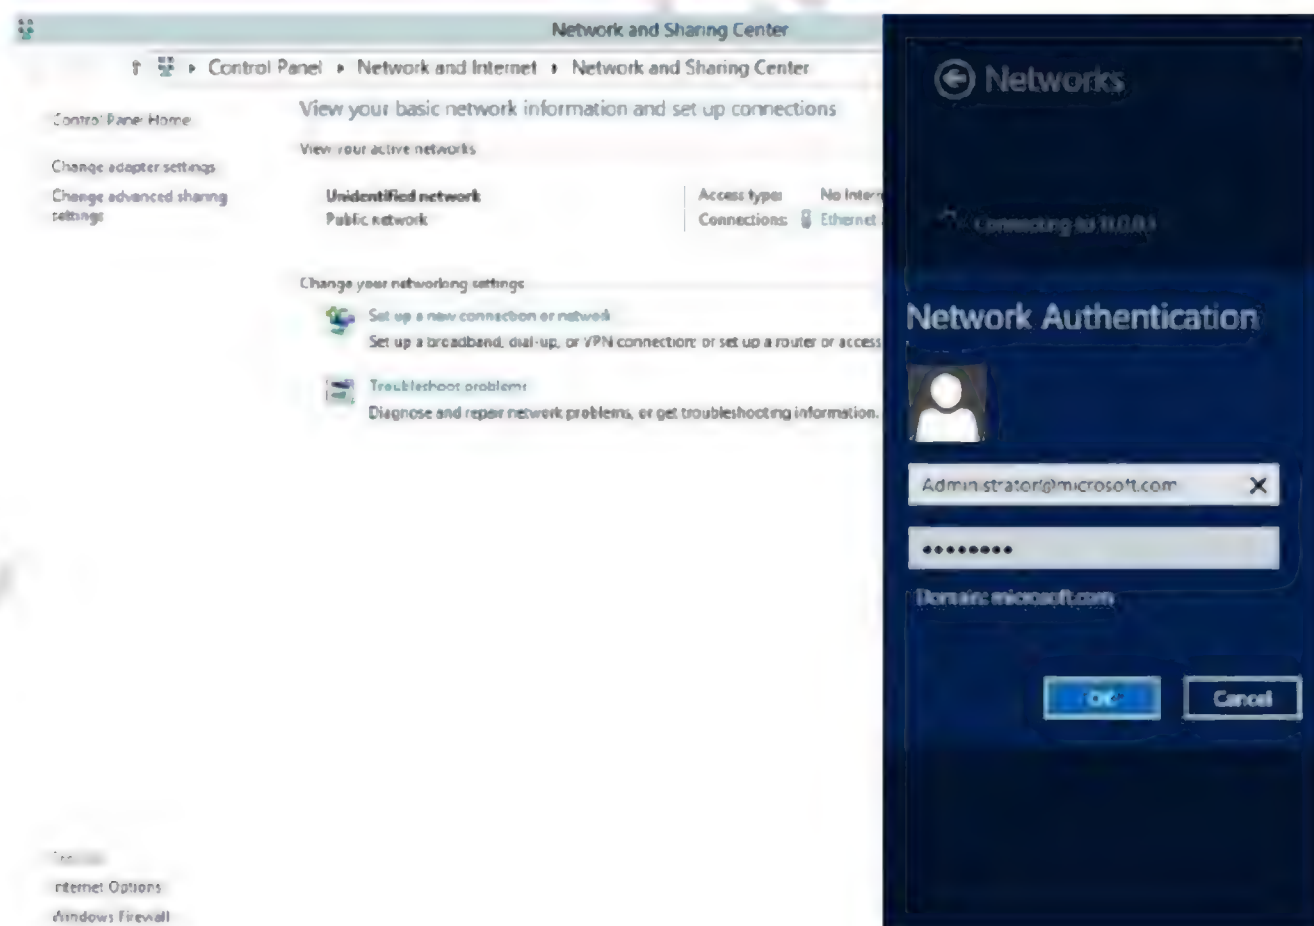 Network and Sharing Center
Control Panel ▸ Network and Internet ▸ Network and Sharing Center
Control Panel Home
Change adapter settings
Change advanced sharing
settings
View your basic network information and set up connections
View your active networks
Unidentified network
Public network
Access type: No Intern
Connections: Ethernet
Change your networking settings
Set up a new connection or network
Set up a broadband, dial-up, or VPN connection; or set up a router or access
Troubleshoot problems
Diagnose and repair network problems, or get troubleshooting information.
Internet Options
Windows Firewall
Networks
Connecting to
Network Authentication
Administrator@microsoft.com
Domain: microsoft.com
OK
Cancel